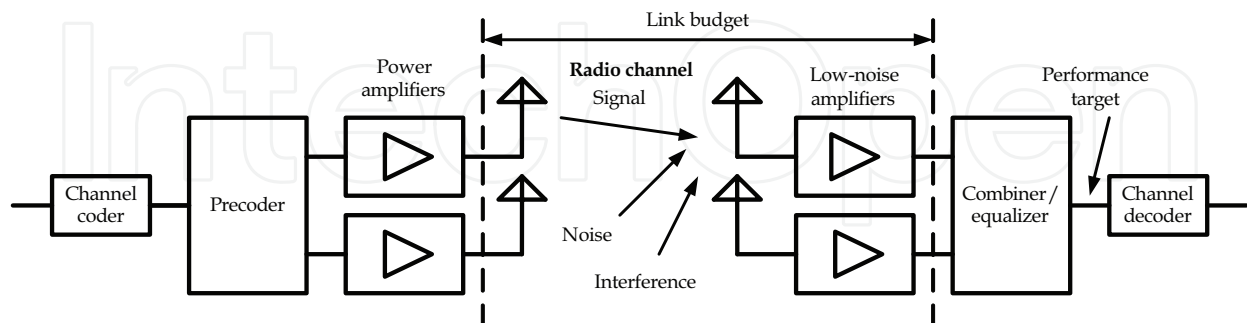 Link budget
Power
amplifiers
Radio channel
Signal
Low-noise
amplifiers
Performance
target
Channel
coder
Precoder
Noise
Interference
Combiner/
equalizer
Channel
decoder
IntechOpen